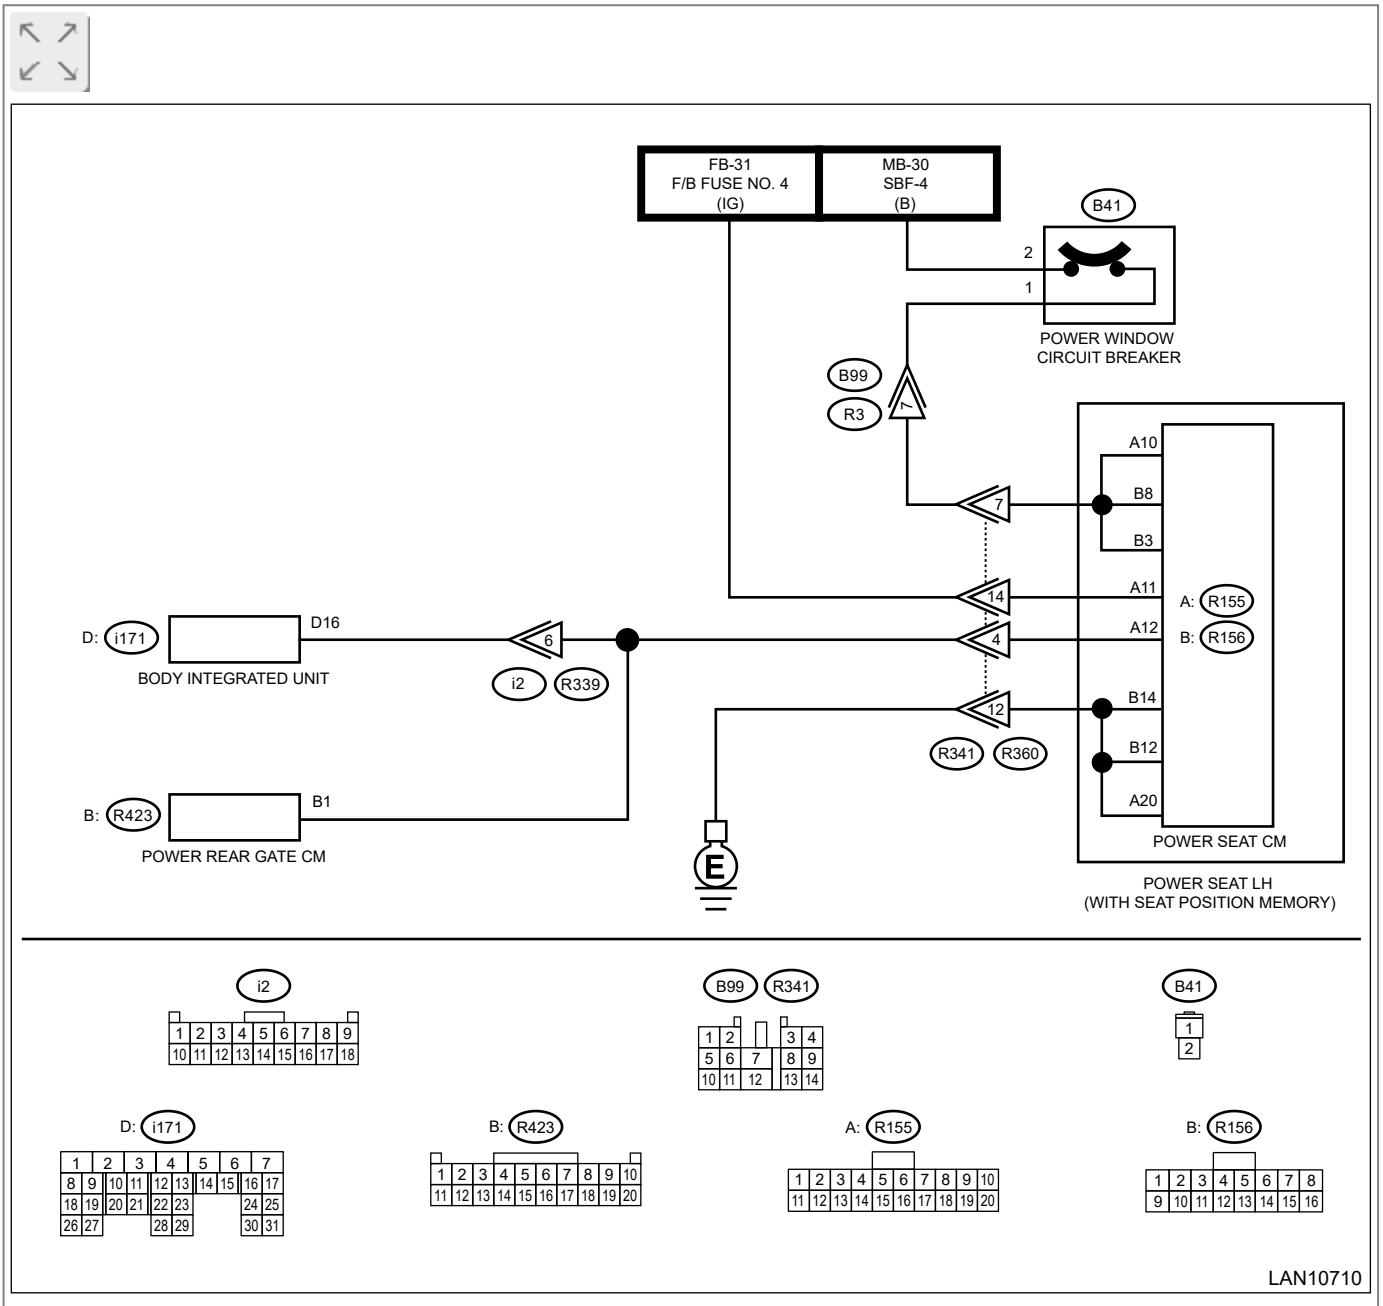 FB-31
F/B FUSE NO. 4
(IG)
MB-30
SBF-4
(B)
B41
2
1
POWER WINDOW
CIRCUIT BREAKER
B99
R3
7
A10
7
B8
B3
14
A11
A: R155
D: i171
D16
6
4
A12
B: R156
BODY INTEGRATED UNIT
i2 R339
12
B14
R341 R360
B12
B: R423
B1
A20
POWER REAR GATE CM
POWER SEAT CM
E
POWER SEAT LH
(WITH SEAT POSITION MEMORY)
i2
1 2 3 4 5 6 7 8 9
10 11 12 13 14 15 16 17 18
B99 R341
1 2 3 4
5 6 7 8 9
10 11 12 13 14
B41
1
2
D: i171
1 2 3 4 5 6 7
8 9 10 11 12 13 14 15 16 17
18 19 20 21 22 23 24 25
26 27 28 29 30 31
B: R423
1 2 3 4 5 6 7 8 9 10
11 12 13 14 15 16 17 18 19 20
A: R155
1 2 3 4 5 6 7 8 9 10
11 12 13 14 15 16 17 18 19 20
B: R156
1 2 3 4 5 6 7 8
9 10 11 12 13 14 15 16
LAN10710